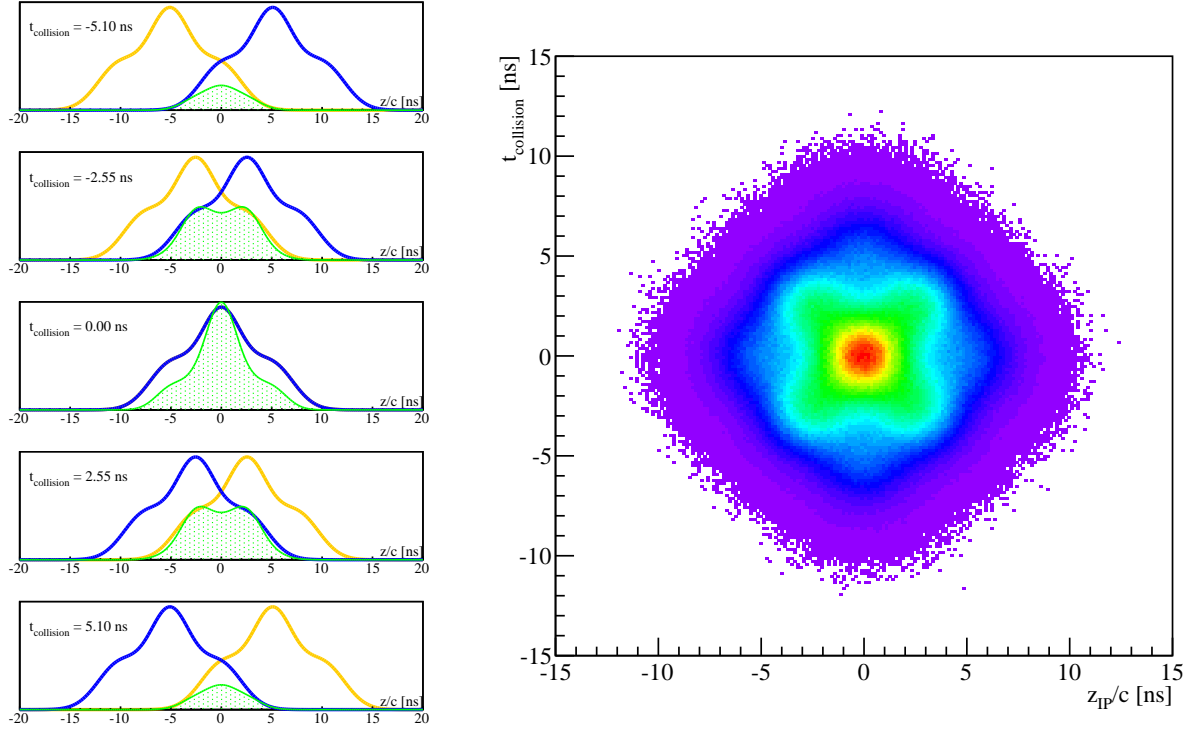 t_collision = -5.10 ns
z/c [ns]
-20 -15 -10 -5 0 5 10 15 20
t_collision = -2.55 ns
z/c [ns]
-20 -15 -10 -5 0 5 10 15 20
t_collision = 0.00 ns
z/c [ns]
-20 -15 -10 -5 0 5 10 15 20
t_collision = 2.55 ns
z/c [ns]
-20 -15 -10 -5 0 5 10 15 20
t_collision = 5.10 ns
z/c [ns]
-20 -15 -10 -5 0 5 10 15 20
t_collision [ns]
15
10
5
0
-5
-10
-15
-15 -10 -5 0 5 10 15
z_IP/c [ns]